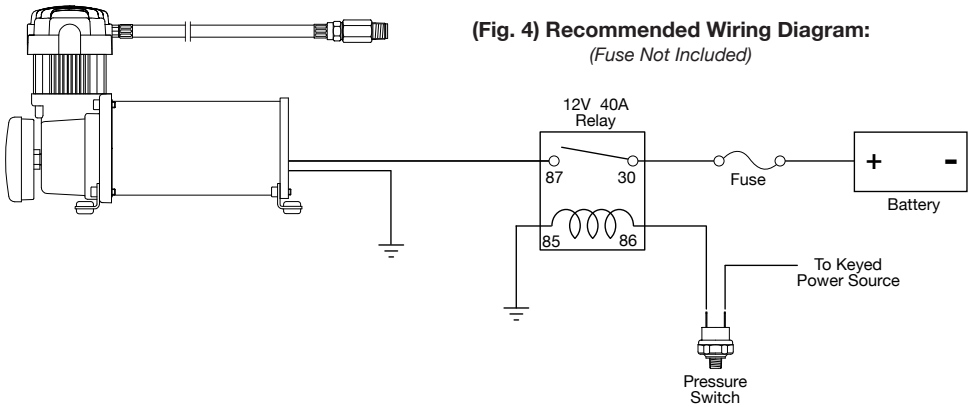 (Fig. 4) Recommended Wiring Diagram:
(Fuse Not Included)
12V 40A
Relay
87
30
Fuse
+
-
Battery
85
86
To Keyed
Power Source
Pressure
Switch